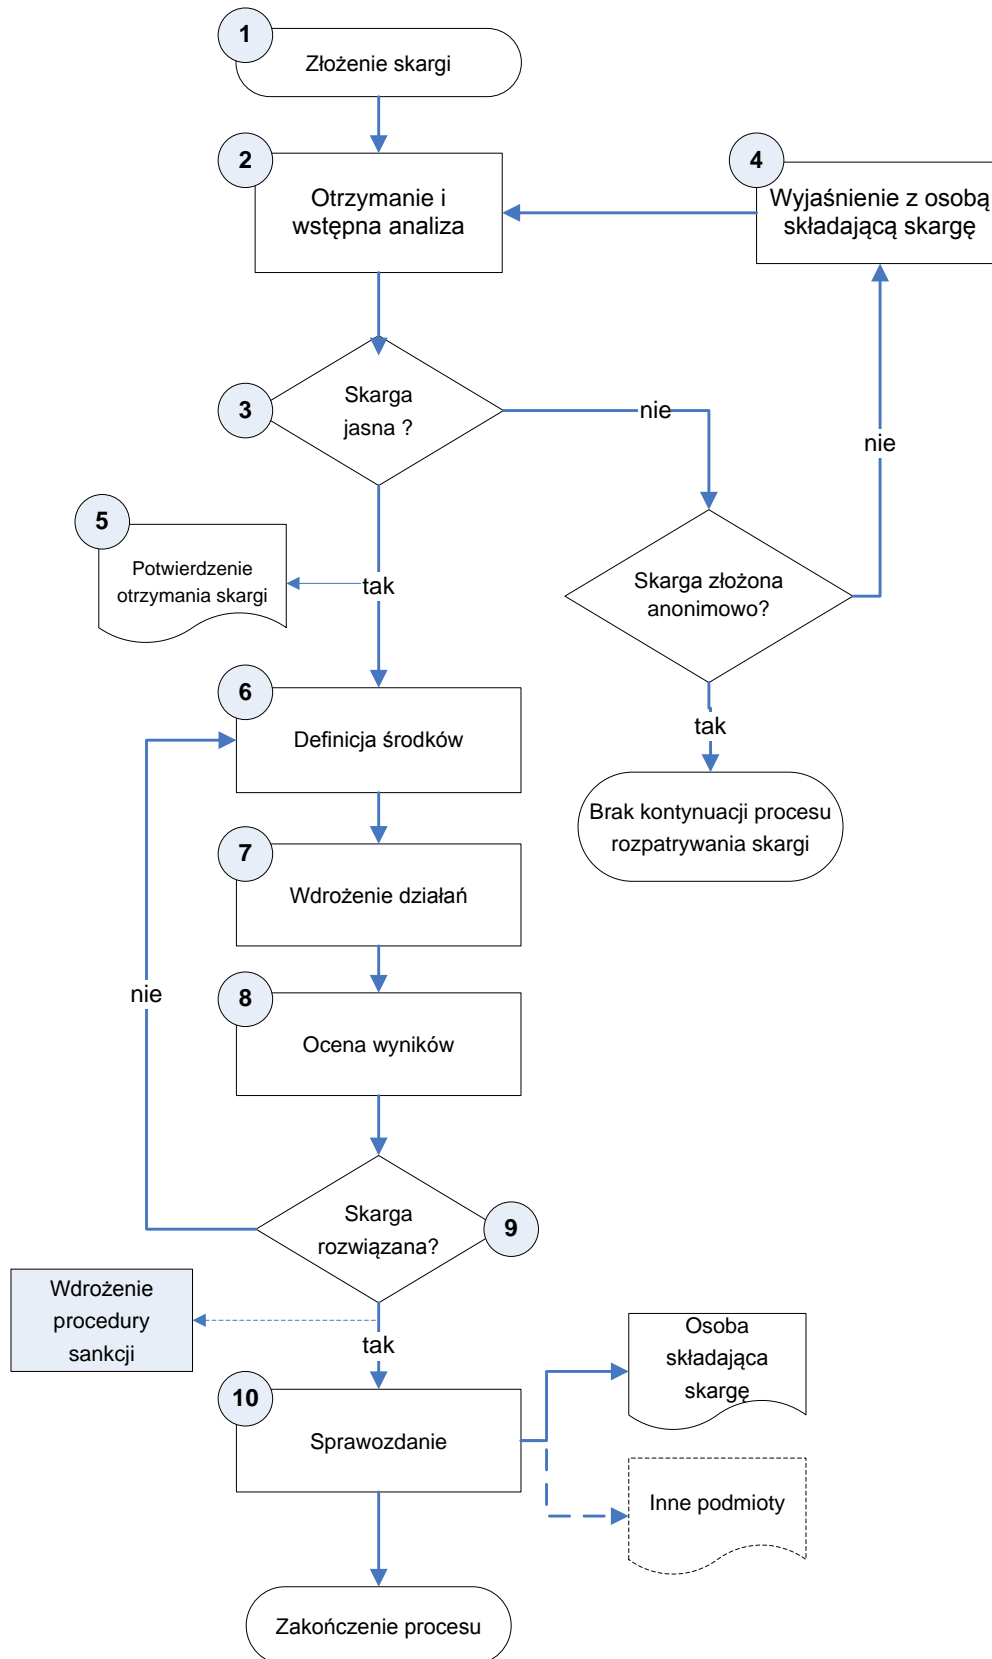 1
Złożenie skargi
2
Otrzymanie i
wstępna analiza
4
Wyjaśnienie z osobą
składającą skargę
3
Skarga
jasna ?
nie
nie
5
Potwierdzenie
otrzymania skargi
tak
Skarga złożona
anonimowo?
6
Definicja środków
tak
Brak kontynuacji procesu
rozpatrywania skargi
7
Wdrożenie działań
nie
8
Ocena wyników
Skarga
rozwiązana?
9
Wdrożenie
procedury
sankcji
tak
10
Sprawozdanie
Osoba
składająca
skargę
Inne podmioty
Zakończenie procesu